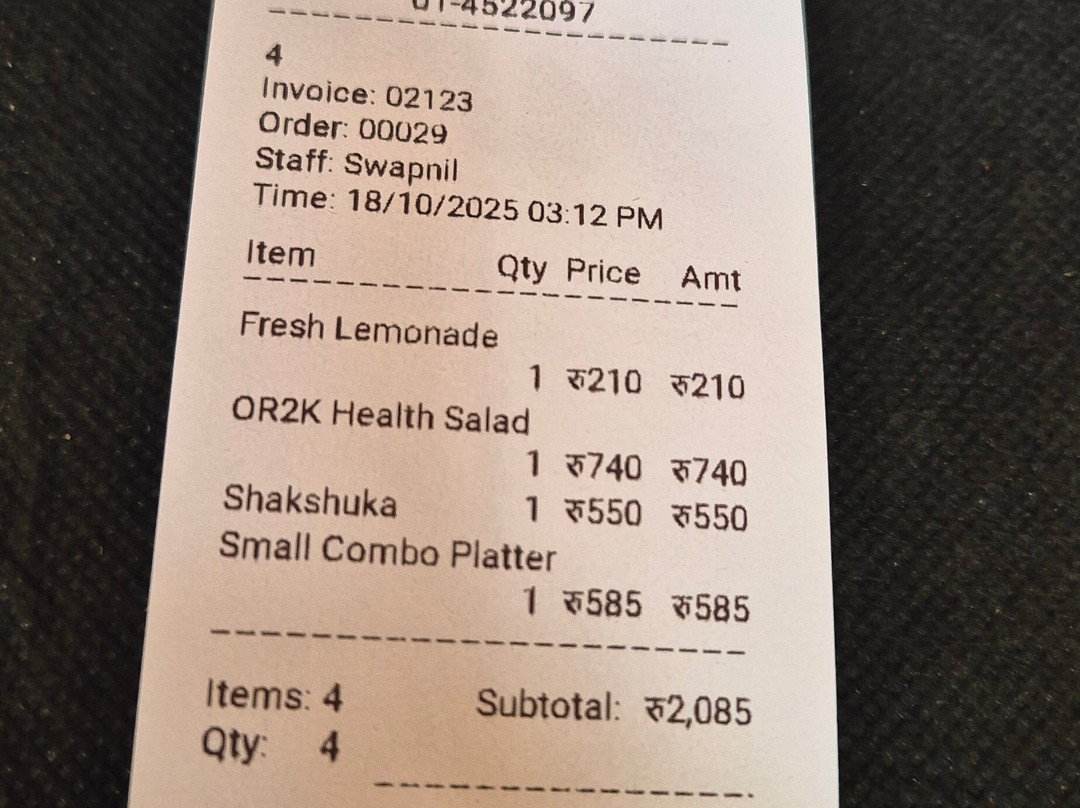 01-4522097
4
Invoice: 02123
Order: 00029
Staff: Swapnil
Time: 18/10/2025 03:12 PM
Item Qty Price Amt
Fresh Lemonade
1 रु210 रु210
OR2K Health Salad
1 रु740 रु740
Shakshuka 1 रु550 रु550
Small Combo Platter
1 रु585 रु585
Items: 4 Subtotal: रु2,085
Qty: 4